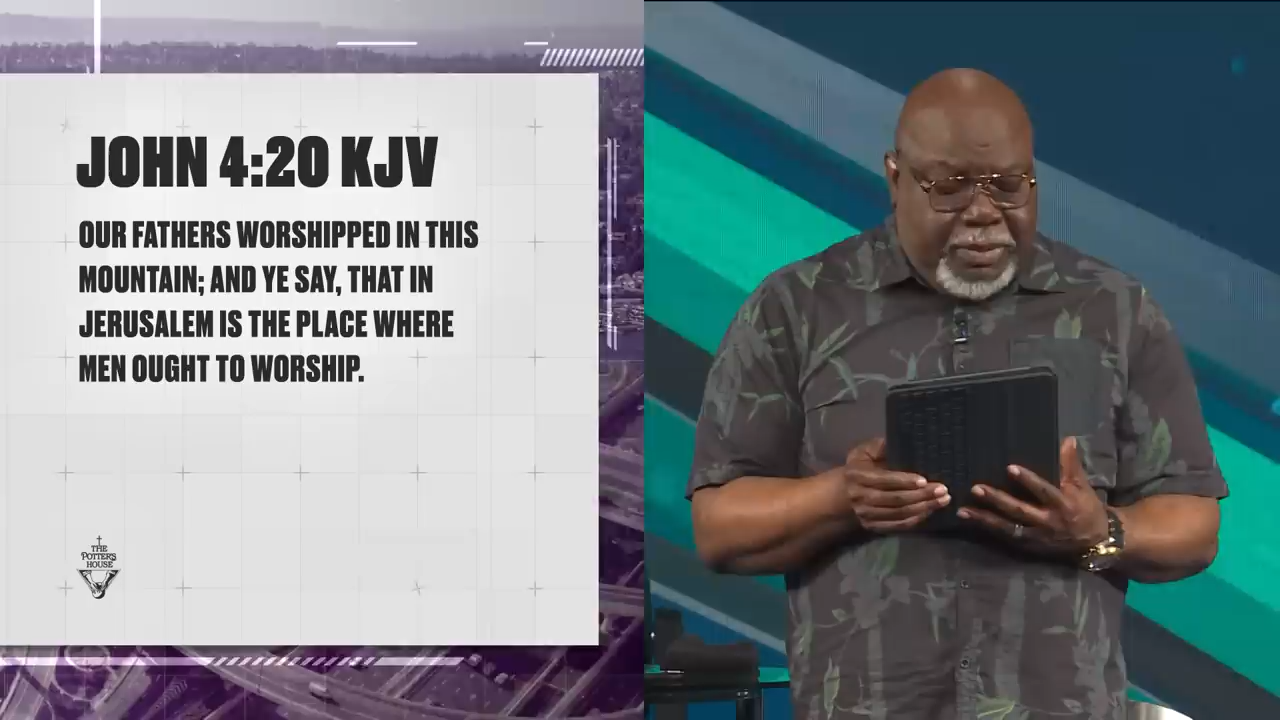 JOHN 4:20 KJV
OUR FATHERS WORSHIPPED IN THIS
MOUNTAIN; AND YE SAY, THAT IN
JERUSALEM IS THE PLACE WHERE
MEN OUGHT TO WORSHIP.
THE
POTTER'S
HOUSE